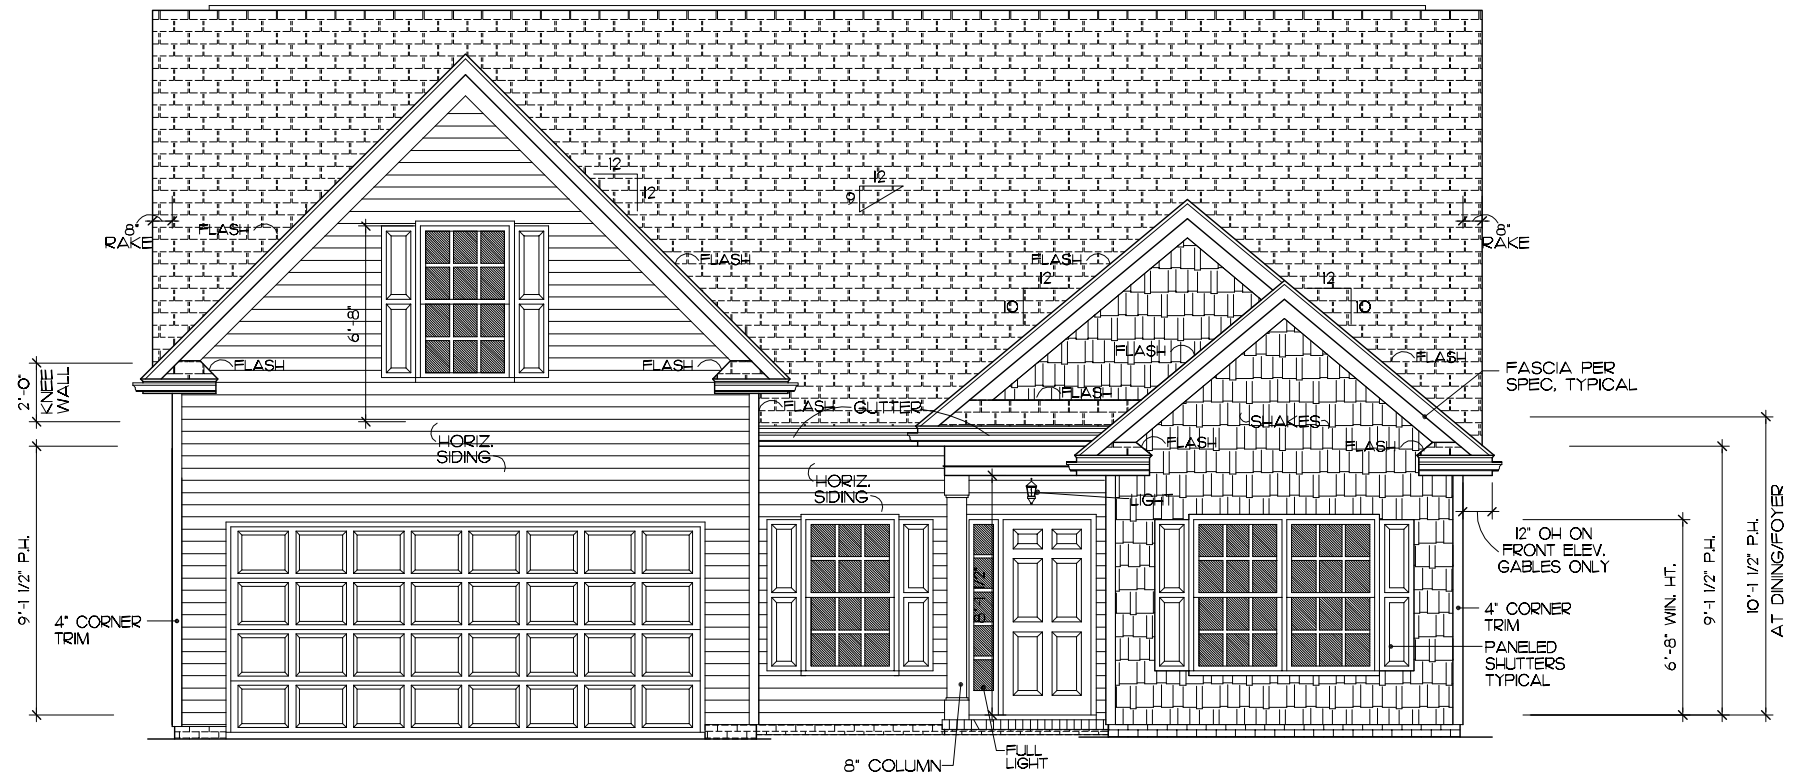 12
12
12
9
8"
RAKE
FLASH
FLASH
FLASH
12
10
12
10
8"
RAKE
6'-8"
FLASH
FLASH
FLASH
FLASH
FLASH
FLASH
GUTTER
2'-0"
KNEE
WALL
FASCIA PER
SPEC, TYPICAL
SHAKES
FLASH
FLASH
HORIZ.
SIDING
HORIZ.
SIDING
LIGHT
9'-1 1/2" P.H.
4" CORNER
TRIM
12" OH ON
FRONT ELEV.
GABLES ONLY
4" CORNER
TRIM
PANELED
SHUTTERS
TYPICAL
6'-8" WIN. HT.
9'-1 1/2" P.H.
10'-1 1/2" P.H.
AT DINING/FOYER
8" COLUMN
FULL
LIGHT